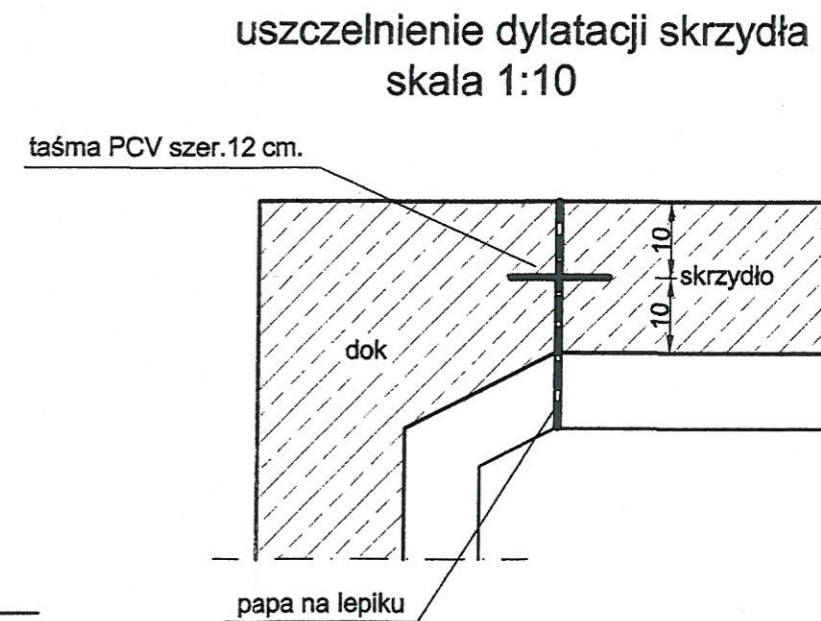 uszczelnienie dylatacji skrzydła
skala 1:10
taśma PCV szer.12 cm.
10
skrzydło
10
dok
papa na lepiku